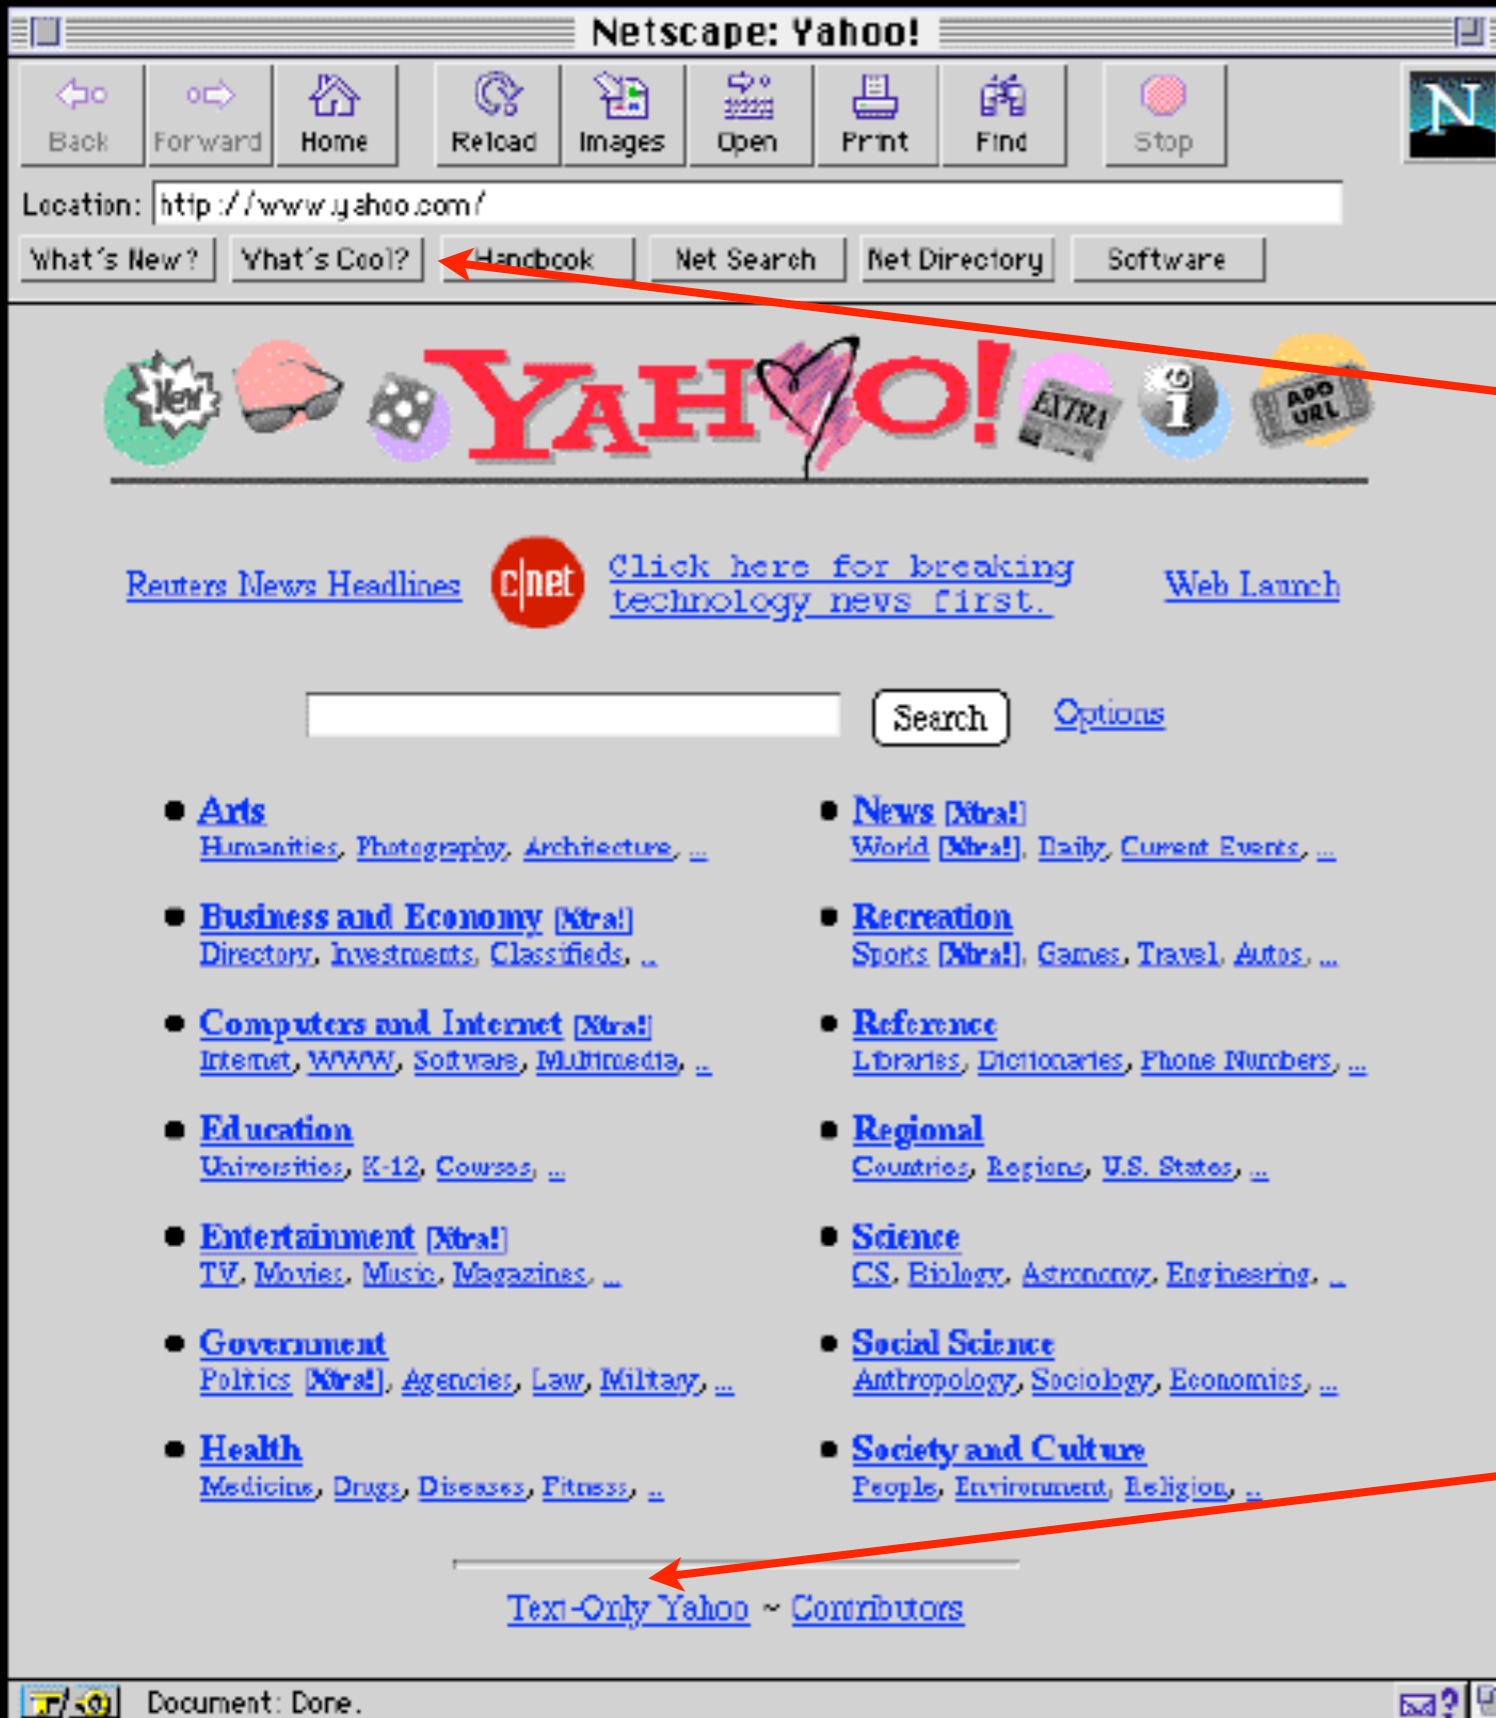 Netscape: Yahoo!
Back Forward Home Reload Images Open Print Find Stop
N
Location: http://www.yahoo.com/
What's New? What's Cool? Handbook Net Search Net Directory Software
New YAHOO! EXTRA i ADD URL
Reuters News Headlines c|net Click here for breaking Web Launch
technology news first.
Search Options
Arts
Humanities, Photography, Architecture, ...
Business and Economy [Xtra!]
Directory, Investments, Classifieds, ...
Computers and Internet [Xtra!]
Internet, WWW, Software, Multimedia, ...
Education
Universities, K-12, Courses, ...
Entertainment [Xtra!]
TV, Movies, Music, Magazines, ...
Government
Politics [Xtra!], Agencies, Law, Military, ...
Health
Medicine, Drugs, Diseases, Fitness, ...
News [Xtra!]
World [Xtra!], Daily, Current Events, ...
Recreation
Sports [Xtra!], Games, Travel, Autos, ...
Reference
Libraries, Dictionaries, Phone Numbers, ...
Regional
Countries, Regions, U.S. States, ...
Science
CS, Biology, Astronomy, Engineering, ...
Social Science
Anthropology, Sociology, Economics, ...
Society and Culture
People, Environment, Religion, ...
Text-Only Yahoo ~ Contributors
Document: Done.